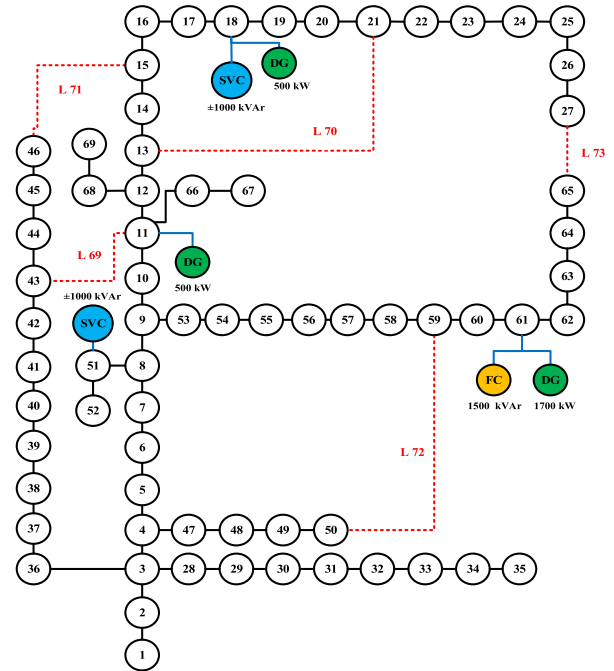 16 17 18 19 20 21 22 23 24 25
15 SVC DG 26
500 kW
±1000 kVAr
L 71
14 27
L 70
46 69 13
L 73
45 68 12 66 67 65
44 11 64
L 69
DG
43 10 63
500 kW
±1000 kVAr
42 SVC 9 53 54 55 56 57 58 59 60 61 62
41 51 8
FC DG
40 52 7
1500 kVAr 1700 kW
39 6
L 72
38 5
37 4 47 48 49 50
36 3 28 29 30 31 32 33 34 35
2
1